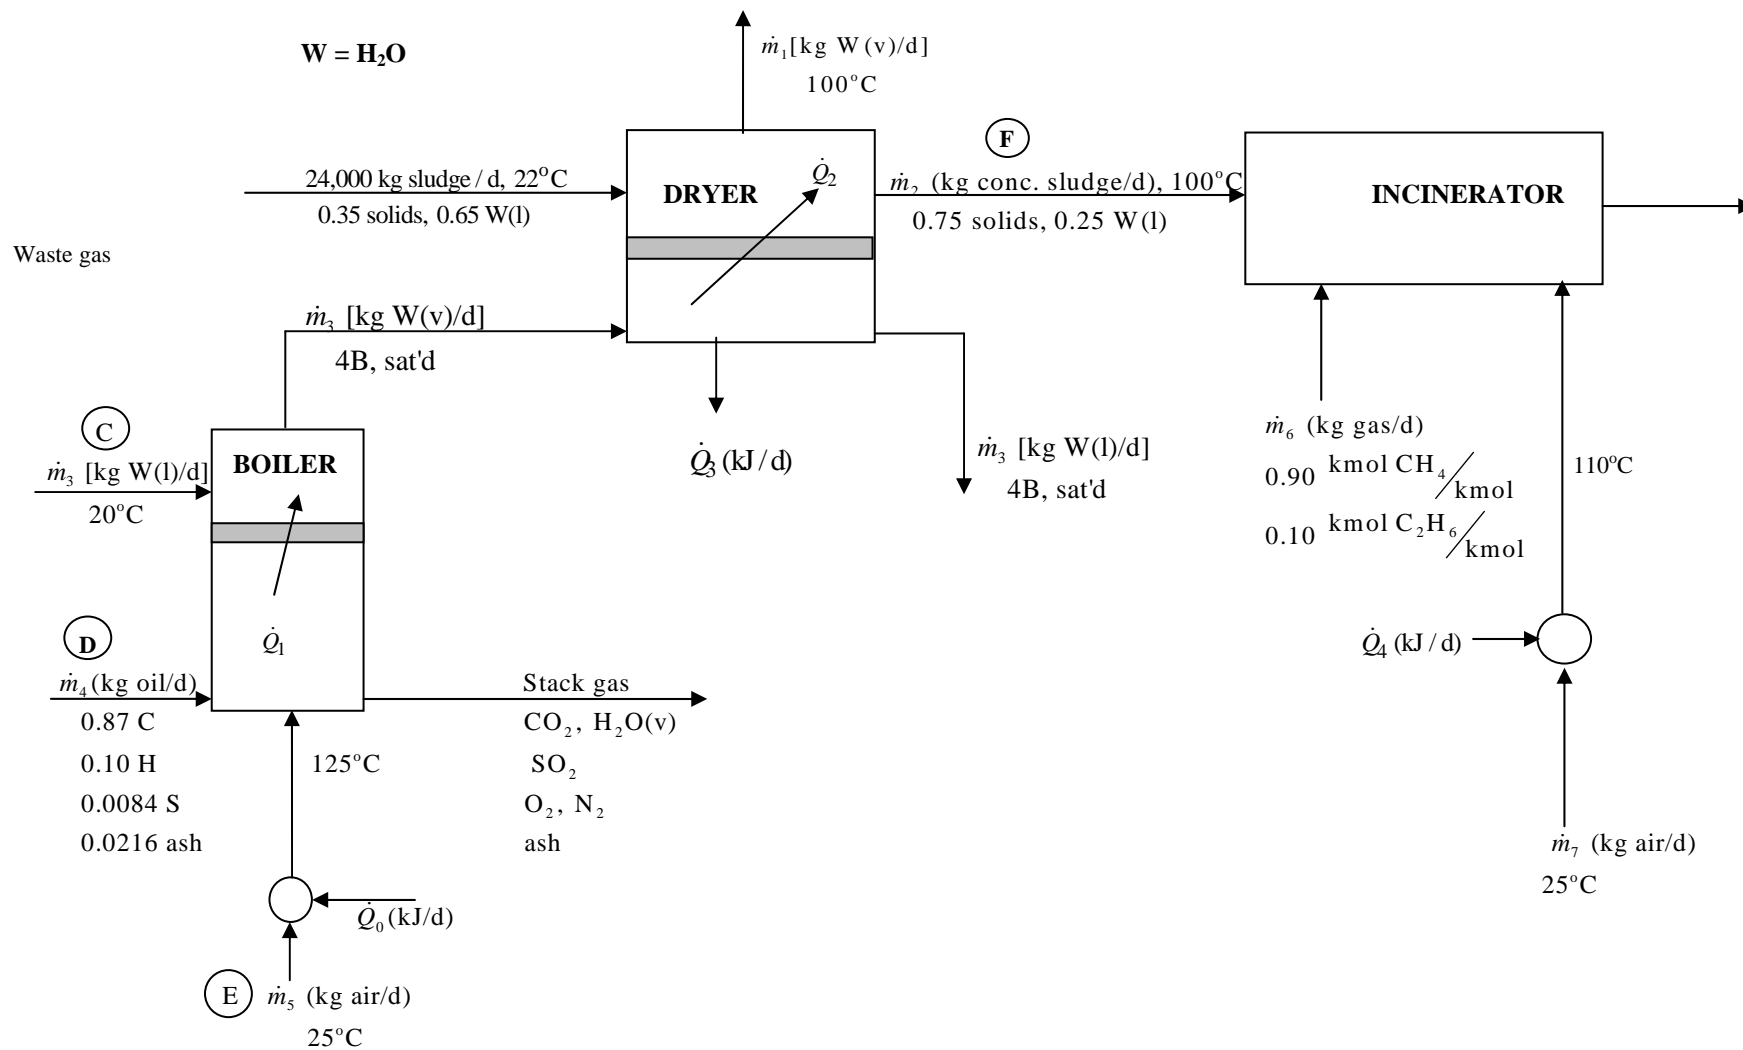 W = H₂O
ṁ₁[kg W(v)/d]
100°C
F
24,000 kg sludge / d, 22°C
0.35 solids, 0.65 W(l)
DRYER
Q̇₂
ṁ₂ (kg conc. sludge/d), 100°C
0.75 solids, 0.25 W(l)
INCINERATOR
Waste gas
ṁ₃ [kg W(v)/d]
4B, sat'd
C
ṁ₃ [kg W(l)/d]
20°C
BOILER
Q̇₃ (kJ / d)
ṁ₃ [kg W(l)/d]
4B, sat'd
ṁ₆ (kg gas/d)
0.90 kmol CH₄/kmol
0.10 kmol C₂H₆/kmol
110°C
D
Q̇₁
Q̇₄ (kJ / d)
ṁ₄ (kg oil/d)
0.87 C
0.10 H
0.0084 S
0.0216 ash
Stack gas
CO₂, H₂O(v)
SO₂
O₂, N₂
ash
125°C
ṁ₇ (kg air/d)
25°C
Q̇₀ (kJ/d)
E
ṁ₅ (kg air/d)
25°C